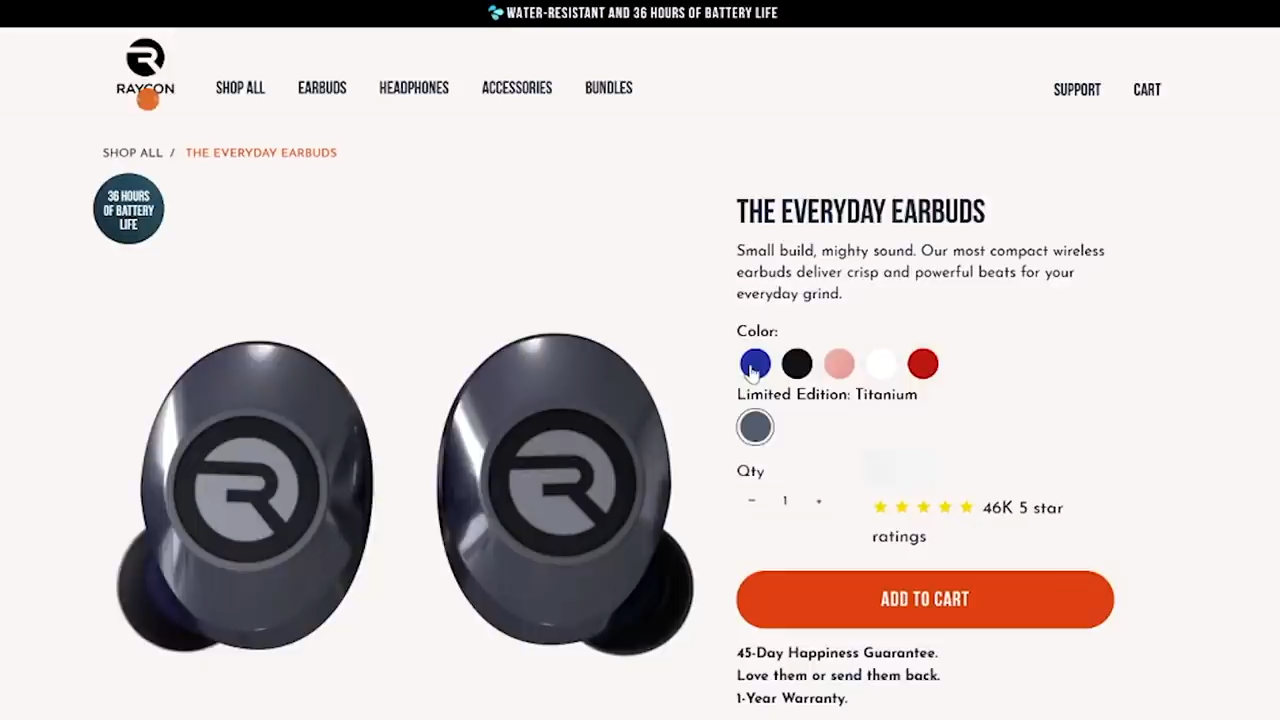 WATER-RESISTANT AND 36 HOURS OF BATTERY LIFE
RAYCON
SHOP ALL
EARBUDS
HEADPHONES
ACCESSORIES
BUNDLES
SUPPORT
CART
SHOP ALL / THE EVERYDAY EARBUDS
36 HOURS
OF BATTERY
LIFE
THE EVERYDAY EARBUDS
Small build, mighty sound. Our most compact wireless
earbuds deliver crisp and powerful beats for your
everyday grind.
Color:
Limited Edition: Titanium
Qty
− 1 +
46K 5 star
ratings
ADD TO CART
45-Day Happiness Guarantee.
Love them or send them back.
1-Year Warranty.